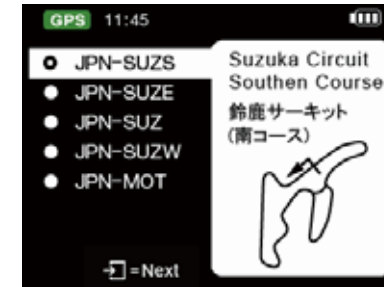 GPS 11:45
JPN-SUZS
JPN-SUZE
JPN-SUZ
JPN-SUZW
JPN-MOT
=Next
Suzuka Circuit
Southen Course
鈴鹿サーキット
(南コース)